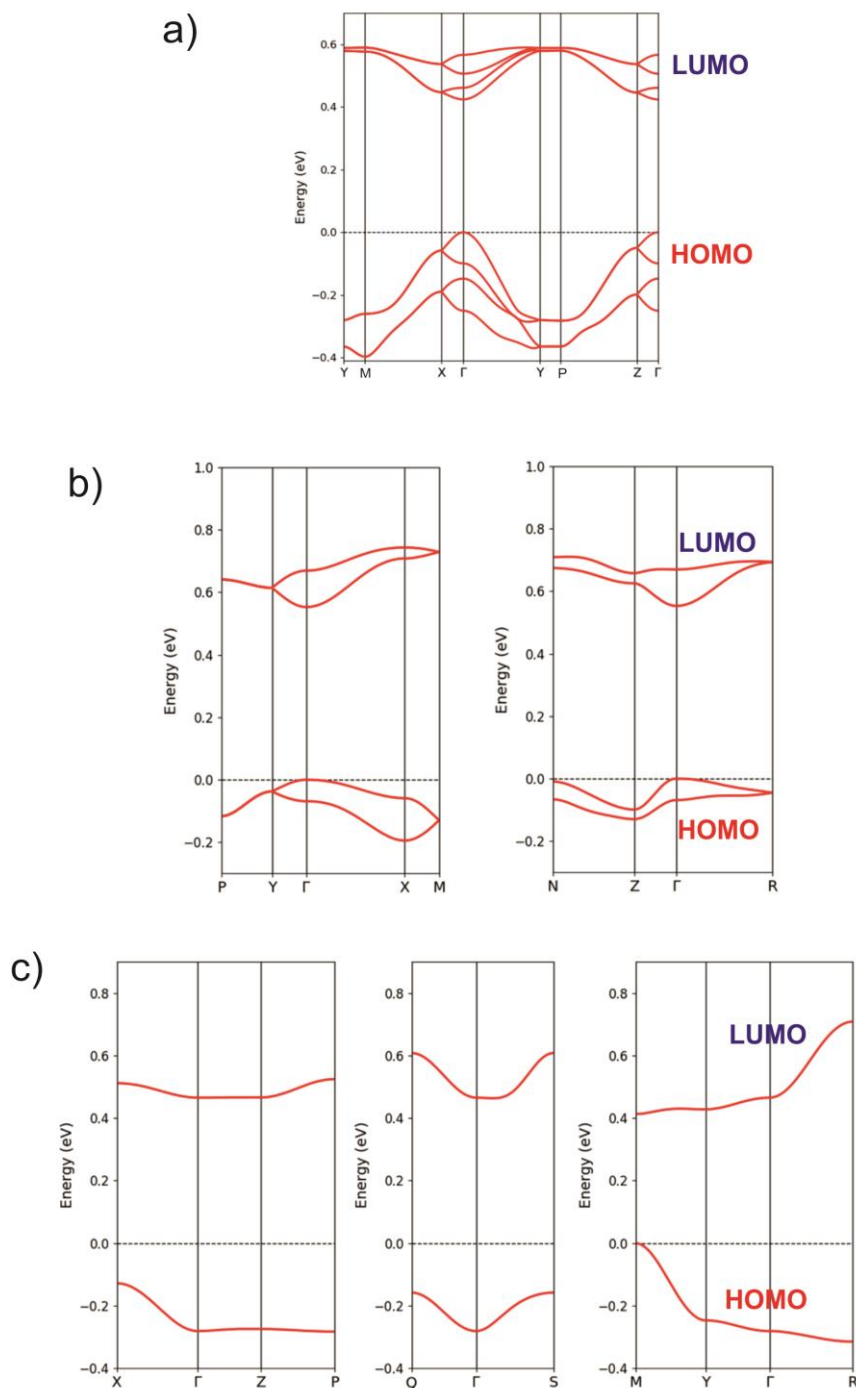 a)
0.6
0.4
0.2
0.0
−0.2
−0.4
Energy (eV)
Y M X Γ Y P Z Γ
LUMO
HOMO
b)
1.0
0.8
0.6
0.4
0.2
0.0
−0.2
Energy (eV)
P Y Γ X M
1.0
0.8
0.6
0.4
0.2
0.0
−0.2
Energy (eV)
N Z Γ R
LUMO
HOMO
c)
0.8
0.6
0.4
0.2
0.0
−0.2
−0.4
Energy (eV)
X Γ Z P
0.8
0.6
0.4
0.2
0.0
−0.2
−0.4
Energy (eV)
Q Γ S
0.8
0.6
0.4
0.2
0.0
−0.2
−0.4
Energy (eV)
M Y Γ R
LUMO
HOMO